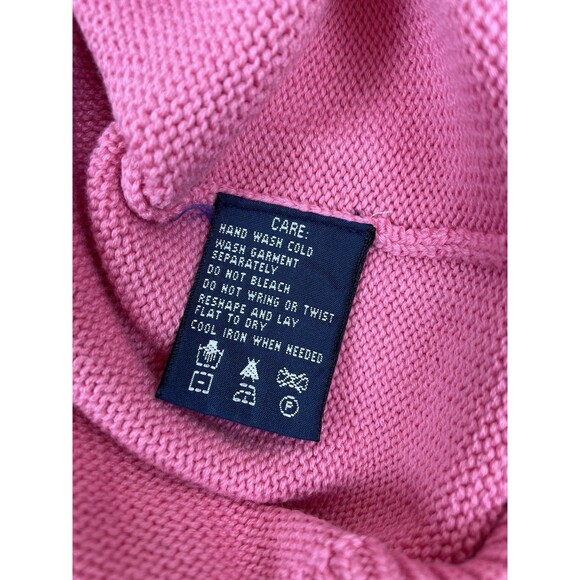 CARE:
HAND WASH COLD
WASH GARMENT
SEPARATELY
DO NOT BLEACH
DO NOT WRING OR TWIST
RESHAPE AND LAY
FLAT TO DRY
COOL IRON WHEN NEEDED
P